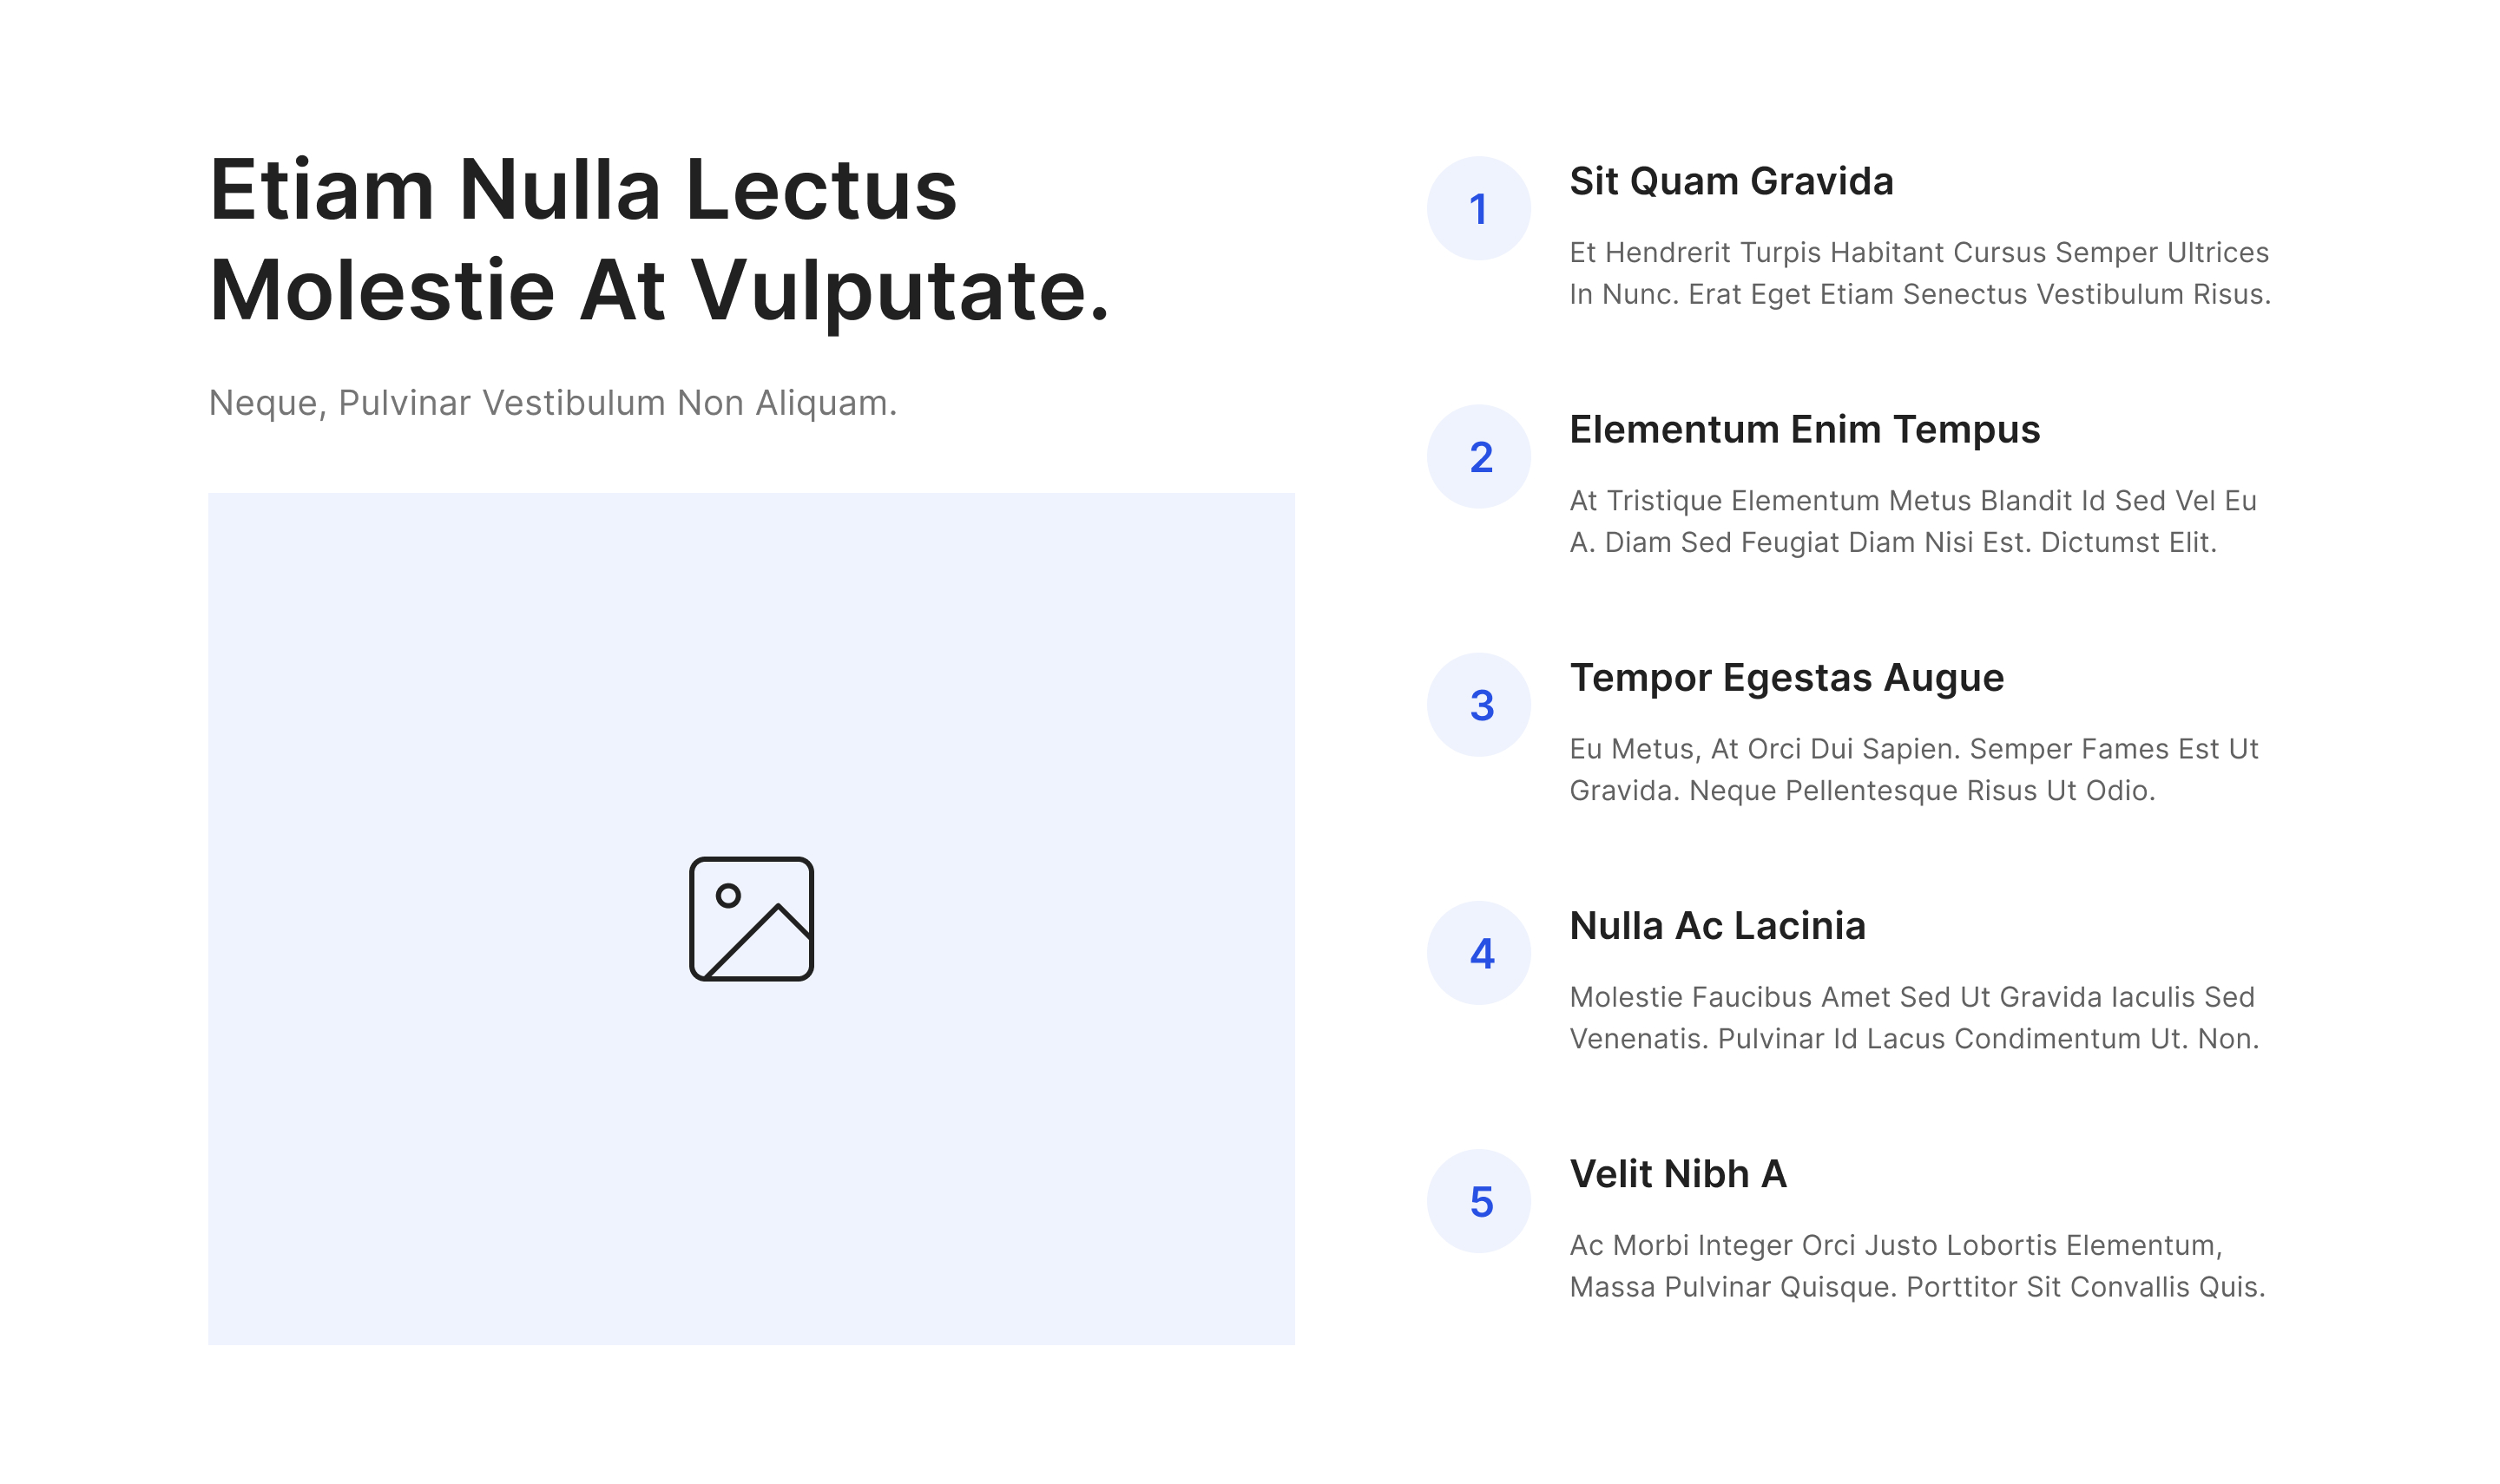 Etiam Nulla Lectus
Molestie At Vulputate.
Neque, Pulvinar Vestibulum Non Aliquam.
1
Sit Quam Gravida
Et Hendrerit Turpis Habitant Cursus Semper Ultrices
In Nunc. Erat Eget Etiam Senectus Vestibulum Risus.
2
Elementum Enim Tempus
At Tristique Elementum Metus Blandit Id Sed Vel Eu
A. Diam Sed Feugiat Diam Nisi Est. Dictumst Elit.
3
Tempor Egestas Augue
Eu Metus, At Orci Dui Sapien. Semper Fames Est Ut
Gravida. Neque Pellentesque Risus Ut Odio.
4
Nulla Ac Lacinia
Molestie Faucibus Amet Sed Ut Gravida Iaculis Sed
Venenatis. Pulvinar Id Lacus Condimentum Ut. Non.
5
Velit Nibh A
Ac Morbi Integer Orci Justo Lobortis Elementum,
Massa Pulvinar Quisque. Porttitor Sit Convallis Quis.